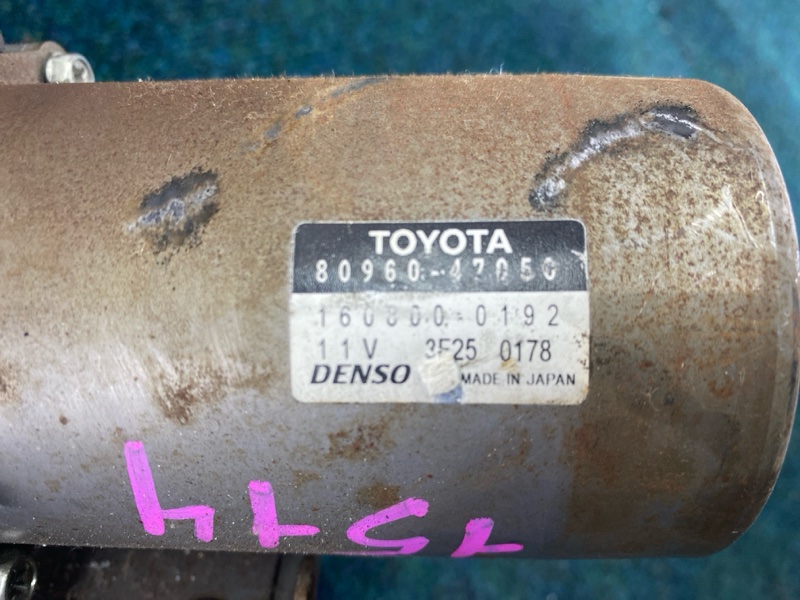 TOYOTA
80960-47050
160800-0192
11V 3F25 0178
DENSO MADE IN JAPAN